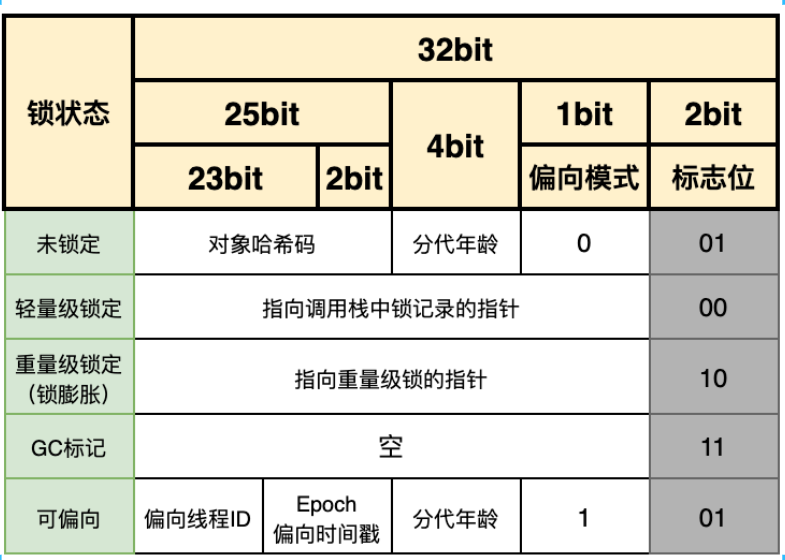 锁状态
32bit
25bit
4bit
1bit
2bit
23bit
2bit
偏向模式
标志位
未锁定
对象哈希码
分代年龄
0
01
轻量级锁定
指向调用栈中锁记录的指针
00
重量级锁定
(锁膨胀)
指向重量级锁的指针
10
GC标记
空
11
可偏向
偏向线程ID
Epoch
偏向时间戳
分代年龄
1
01